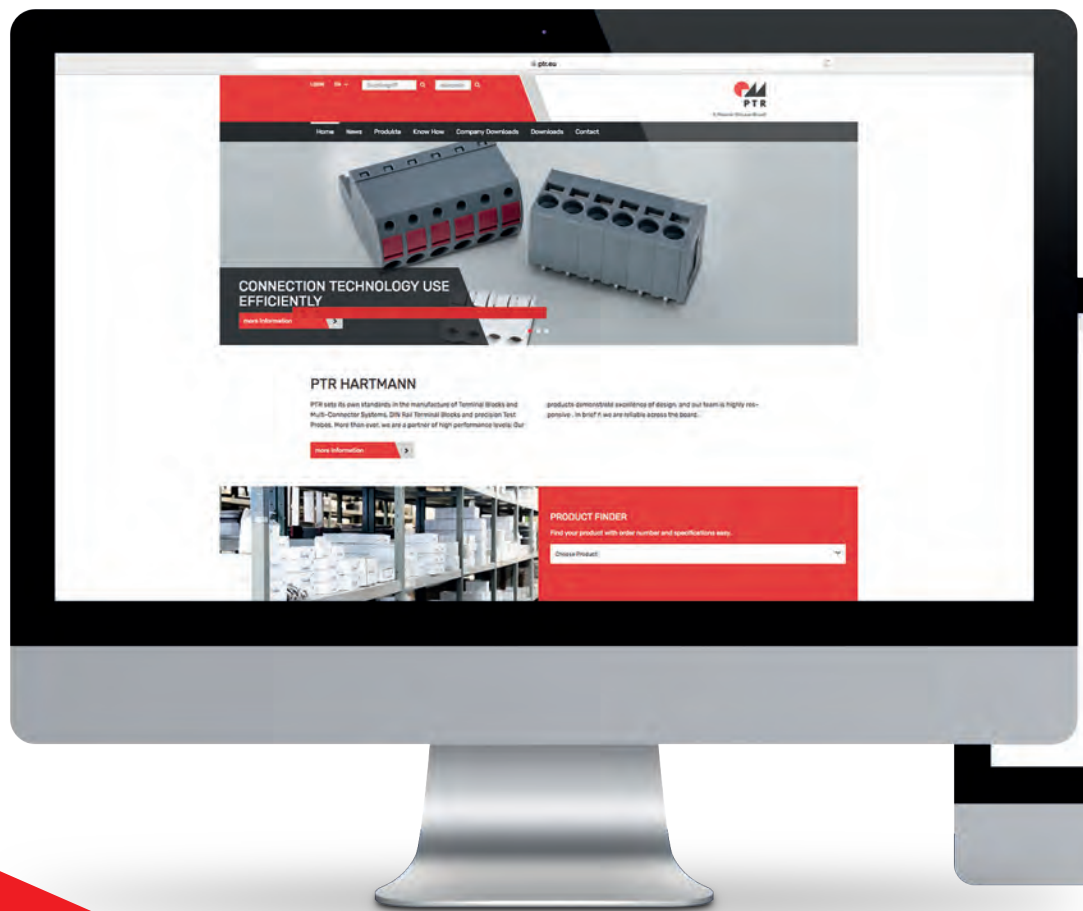 ptr.eu
LOGIN EN
Suchbegriff
PTR
A Phoenix Mecano Brand
Home News Produkte Know How Company Downloads Downloads Contact
CONNECTION TECHNOLOGY USE
EFFICIENTLY
more information
PTR HARTMANN
PTR sets its own standards in the manufacture of Terminal Blocks and
Multi-Connector Systems, DIN Rail Terminal Blocks and precision Test
Probes. More than ever, we are a partner of high performance levels: Our
products demonstrate excellence of design, and our team is highly res-
ponsive . In brief ñ we are reliable across the board.
more information
PRODUCT FINDER
Find your product with order number and specifications easy.
Choose Product